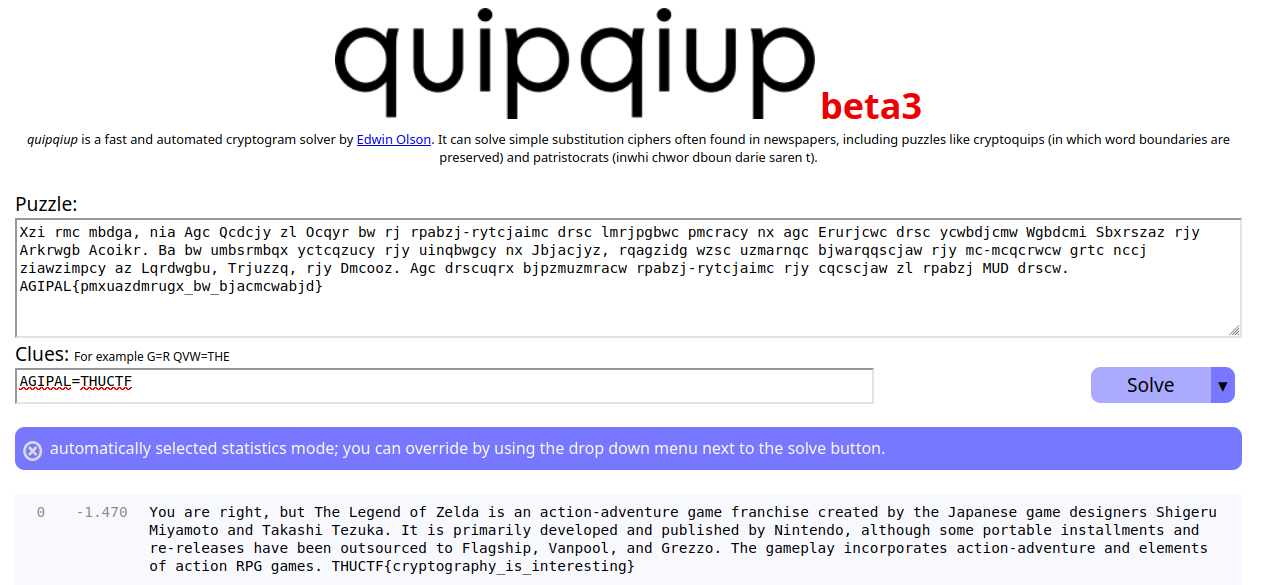 quipqiup beta3
quipqiup is a fast and automated cryptogram solver by Edwin Olson. It can solve simple substitution ciphers often found in newspapers, including puzzles like cryptoquips (in which word boundaries are
preserved) and patristocrats (inwhi chwor dboun darie saren t).
Puzzle:
Xzi rmc mbdga, nia Agc Qcdcjy zl Ocqyr bw rj rpabzj-rytcjaimc drsc lmrjpgbwc pmcracy nx agc Erurjcwc drsc ycwbdjcmw Wgbdcmi Sbxrszaz rjy
Arkrwgb Acoikr. Ba bw umbsrmbqx yctcqzucy rjy uinqbwgcy nx Jbjacjyz, rqagzidg wzsc uzmarnqc bjwarqqscjaw rjy mc-mcqcrwcw grtc nccj
ziawzimpcy az Lqrdwgbu, Trjuzzq, rjy Dmcooz. Agc drscuqrx bjpzmuzmracw rpabzj-rytcjaimc rjy cqcscjaw zl rpabzj MUD drscw.
AGIPAL{pmxuazdmrugx_bw_bjacmcwabjd}
Clues: For example G=R QVW=THE
AGIPAL=THUCTF
Solve ▼
automatically selected statistics mode; you can override by using the drop down menu next to the solve button.
0 -1.470 You are right, but The Legend of Zelda is an action-adventure game franchise created by the Japanese game designers Shigeru
Miyamoto and Takashi Tezuka. It is primarily developed and published by Nintendo, although some portable installments and
re-releases have been outsourced to Flagship, Vanpool, and Grezzo. The gameplay incorporates action-adventure and elements
of action RPG games. THUCTF{cryptography_is_interesting}